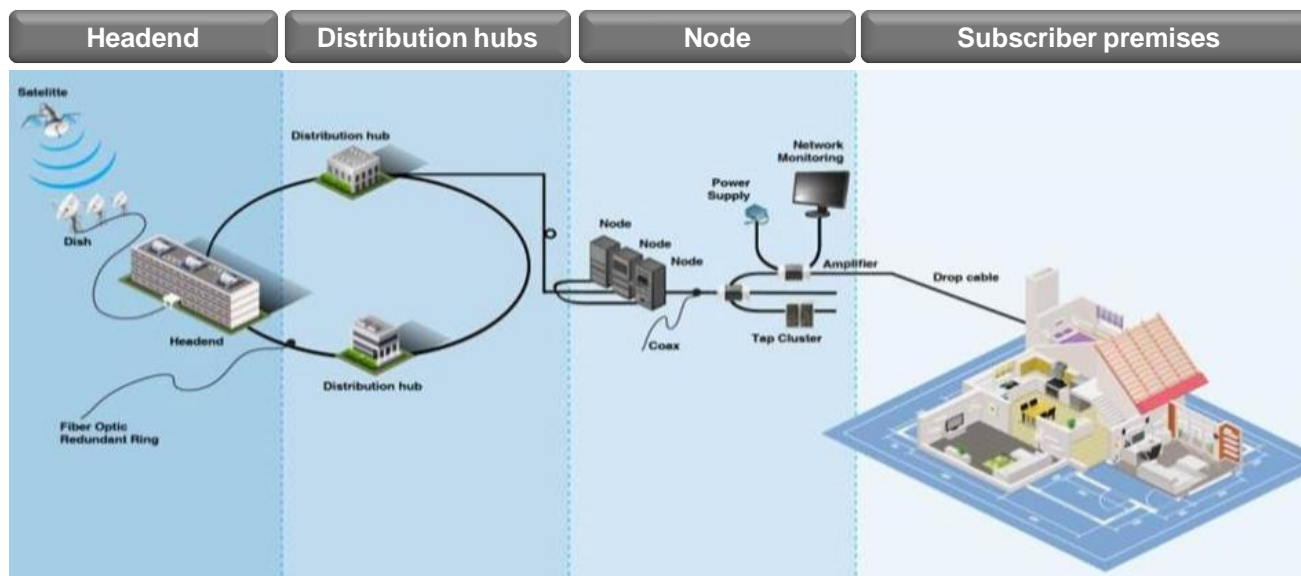 Headend
Distribution hubs
Node
Subscriber premises
Satelitte
Dish
Headend
Fiber Optic
Redundant Ring
Distribution hub
Distribution hub
Node
Node
Node
Coax
Power
Supply
Network
Monitoring
Amplifier
Tap Cluster
Drop cable